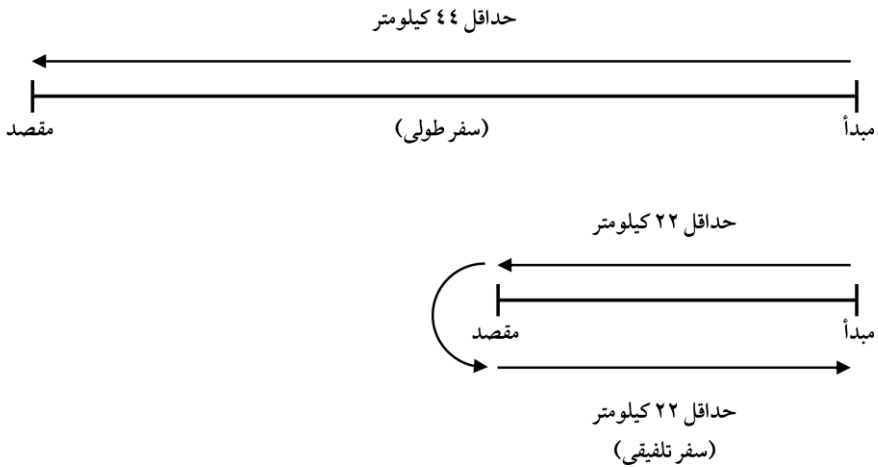 حداقل ٤٤ کیلومتر
مبدأ
(سفر طولی)
مقصد
حداقل ۲۲ کیلومتر
مبدأ
مقصد
حداقل ۲۲ کیلومتر
(سفر تلفیقی)